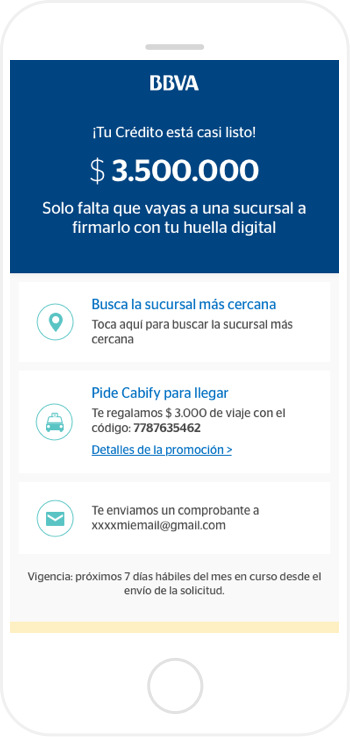 BBVA
¡Tu Crédito está casi listo!
$ 3.500.000
Solo falta que vayas a una sucursal a
firmarlo con tu huella digital
Busca la sucursal más cercana
Toca aquí para buscar la sucursal más
cercana
Pide Cabify para llegar
Te regalamos $ 3.000 de viaje con el
código: 7787635462
Detalles de la promoción >
Te enviamos un comprobante a
xxxxmiemail@gmail.com
Vigencia: próximos 7 días hábiles del mes en curso desde el
envío de la solicitud.